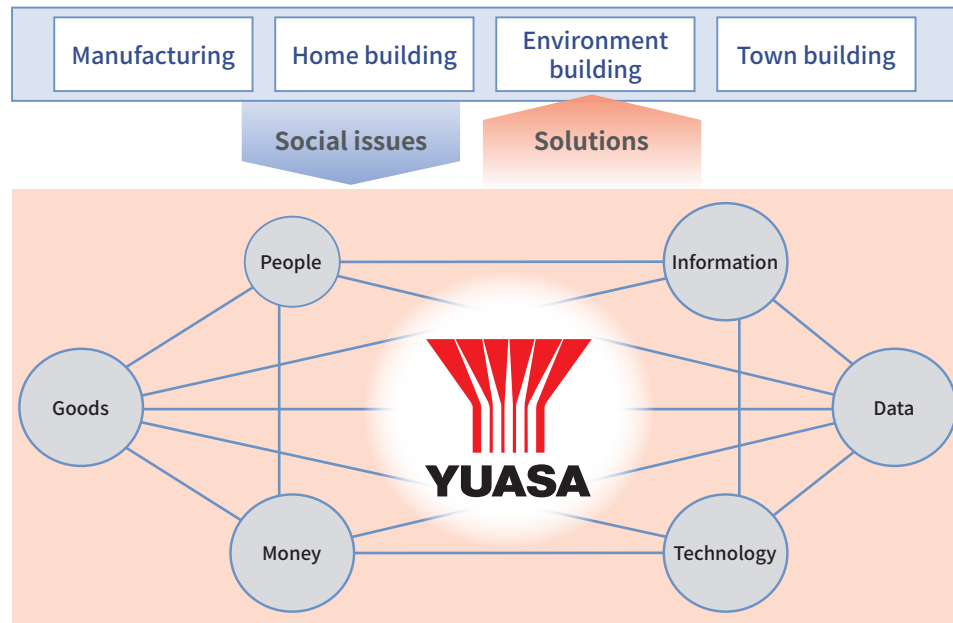 Manufacturing
Home building
Environment
building
Town building
Social issues
Solutions
People
Information
Goods
Data
YUASA
Money
Technology